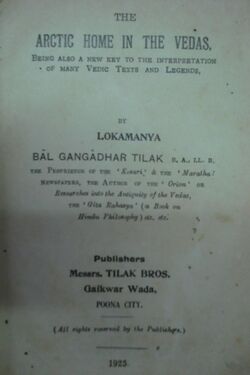 THE
ARCTIC HOME IN THE VEDAS,
BEING ALSO A NEW KEY TO THE INTERPRETATION
OF MANY VEDIC TEXTS AND LEGENDS,
BY
LOKAMANYA
BÂL GANGÂDHAR TILAK B. A., LL. B.
THE PROPRIETOR OF THE 'Kesari,' & THE 'Maratha'
NEWSPAPERS, THE AUTHOR OF THE 'Orion' OR
Researches into the Antiquity of the Vedas,
THE 'Gita Rahasya' (a Book on
Hindu Philosophy) etc. etc.
Publishers
Messrs. TILAK BROS.
Gaikwar Wada,
POONA CITY.
(All rights reserved by the Publishers.)
1925.